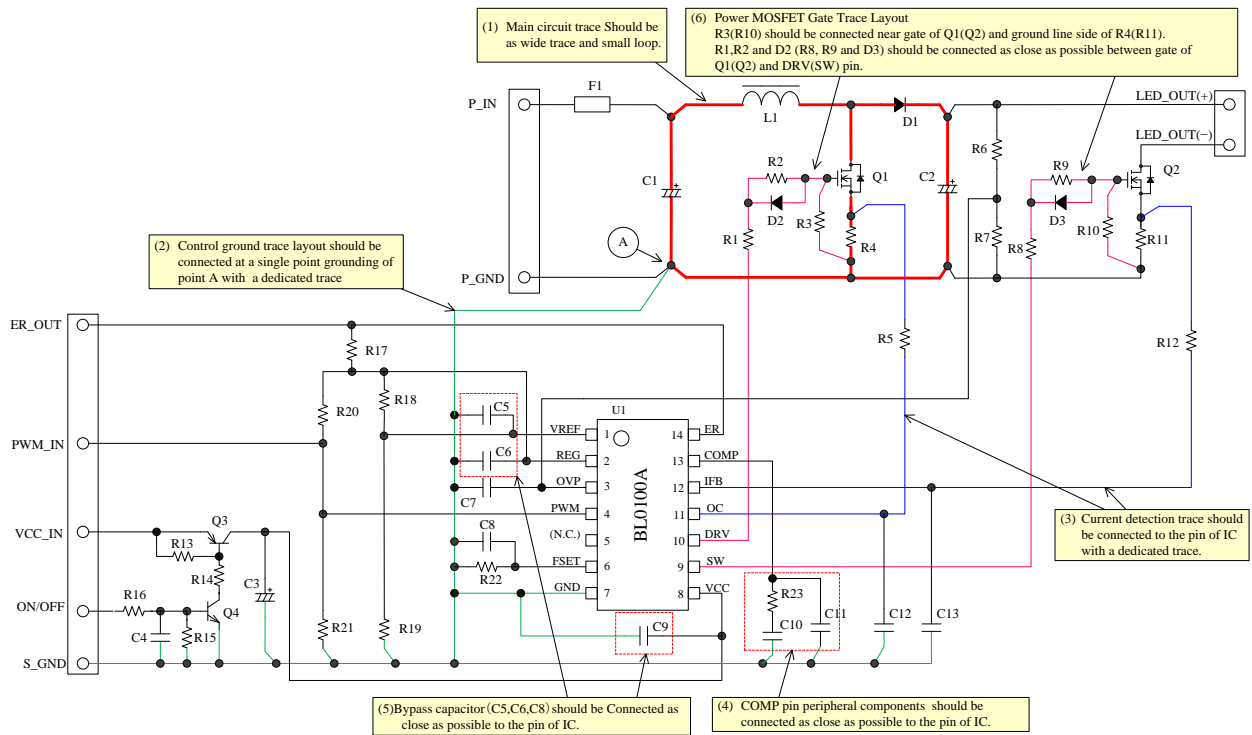 (1) Main circuit trace Should be
as wide trace and small loop.
(6) Power MOSFET Gate Trace Layout
R3(R10) should be connected near gate of Q1(Q2) and ground line side of R4(R11).
R1,R2 and D2 (R8, R9 and D3) should be connected as close as possible between gate of
Q1(Q2) and DRV(SW) pin.
P_IN
F1
L1
D1
LED_OUT(+)
LED_OUT(−)
R6
C1
R2
Q1
C2
R9
Q2
D2
D3
R3
R10
R1
R4
R7
R8
R11
A
P_GND
(2) Control ground trace layout should be
connected at a single point grounding of
point A with a dedicated trace
ER_OUT
R17
R5
R12
R18
R20
C5
U1
VREF
1
14
ER
PWM_IN
C6
REG
2
13
COMP
C7
OVP
3
12
IFB
PWM
4
11
OC
BL0100A
(3) Current detection trace should
be connected to the pin of IC
with a dedicated trace.
VCC_IN
Q3
C8
(N.C.)
5
10
DRV
R13
R22
FSET
6
9
SW
R14
C3
GND
7
8
VCC
ON/OFF
R16
Q4
R23
C11
C12
C13
C4
R15
R21
R19
C9
C10
S_GND
(5)Bypass capacitor(C5,C6,C8) should be Connected as
close as possible to the pin of IC.
(4) COMP pin peripheral components should be
connected as close as possible to the pin of IC.